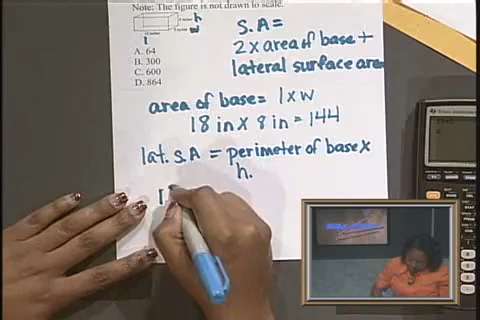 Note: The figure is not drawn to scale.
h
l
A. 64
B. 300
C. 600
D. 864
S.A =
2 x area of base +
lateral surface area
area of base = l x w
18 in x 8 in = 144
lat. S.A = perimeter of base x
h.